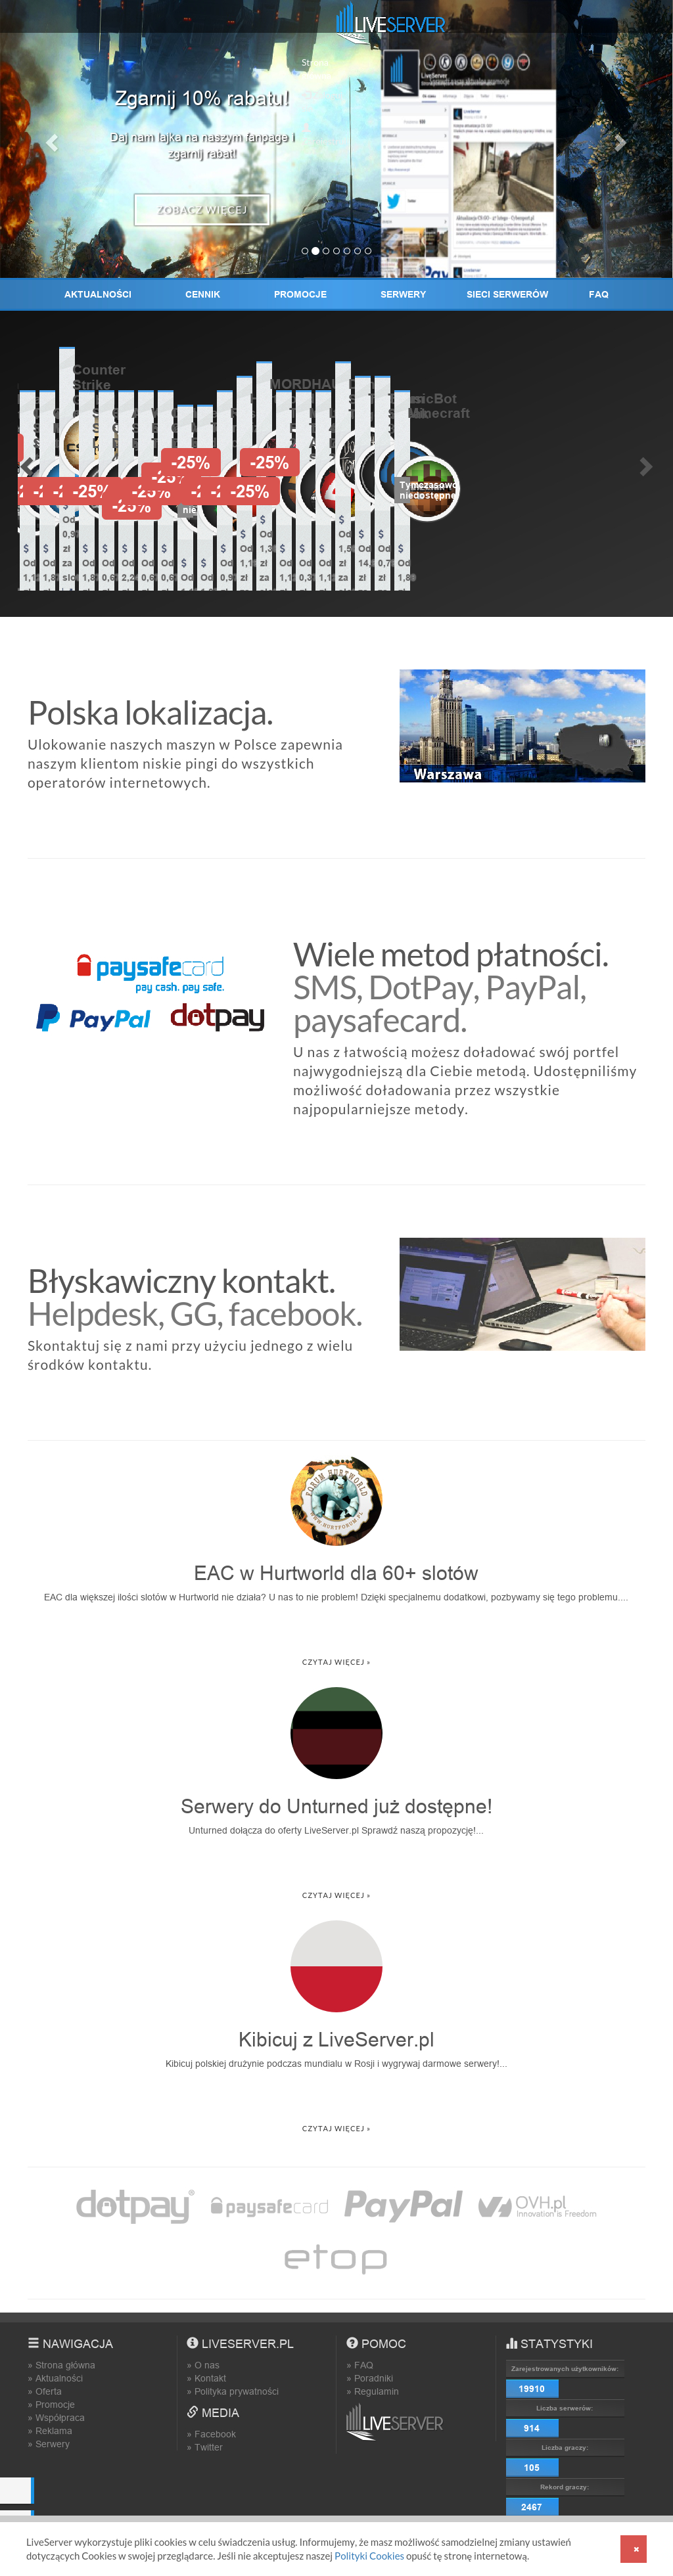 LIVESERVER
Zgarnij 10% rabatu!
Daj nam lajka na naszym fanpage i
zgarnij rabat!
ZOBACZ WIĘCEJ
AKTUALNOŚCI
CENNIK
PROMOCJE
SERWERY
SIECI SERWERÓW
FAQ
Counter
Strike
-25%
-25%
-25%
-25%
-25%
-25%
-25%
Tymczasowo
niedostępne
Polska lokalizacja.
Ulokowanie naszych maszyn w Polsce zapewnia
naszym klientom niskie pingi do wszystkich
operatorów internetowych.
Warszawa
paysafecard
pay cash. pay safe.
PayPal
dotpay
Wiele metod płatności.
SMS, DotPay, PayPal,
paysafecard.
U nas z łatwością możesz doładować swój portfel
najwygodniejszą dla Ciebie metodą. Udostępniliśmy
możliwość doładowania przez wszystkie
najpopularniejsze metody.
Błyskawiczny kontakt.
Helpdesk, GG, facebook.
Skontaktuj się z nami przy użyciu jednego z wielu
środków kontaktu.
EAC w Hurtworld dla 60+ slotów
EAC dla większej ilości slotów w Hurtworld nie działa? U nas to nie problem! Dzięki specjalnemu dodatkowi, pozbywamy się tego problemu....
CZYTAJ WIĘCEJ »
Serwery do Unturned już dostępne!
Unturned dołącza do oferty LiveServer.pl Sprawdź naszą propozycję!...
CZYTAJ WIĘCEJ »
Kibicuj z LiveServer.pl
Kibicuj polskiej drużynie podczas mundialu w Rosji i wygrywaj darmowe serwery!...
CZYTAJ WIĘCEJ »
dotpay®
paysafecard
PayPal
OVH.pl
Innovation is Freedom
etop
NAWIGACJA
» Strona główna
» Aktualności
» Oferta
» Promocje
» Współpraca
» Reklama
» Serwery
LIVESERVER.PL
» O nas
» Kontakt
» Polityka prywatności
MEDIA
» Facebook
» Twitter
POMOC
» FAQ
» Poradniki
» Regulamin
LIVESERVER
STATYSTYKI
Zarejestrowanych użytkowników:
19910
Liczba serwerów:
914
Liczba graczy:
105
Rekord graczy:
2467
LiveServer wykorzystuje pliki cookies w celu świadczenia usług. Informujemy, że masz możliwość samodzielnej zmiany ustawień
dotyczących Cookies w swojej przeglądarce. Jeśli nie akceptujesz naszej Polityki Cookies opuść tę stronę internetową.